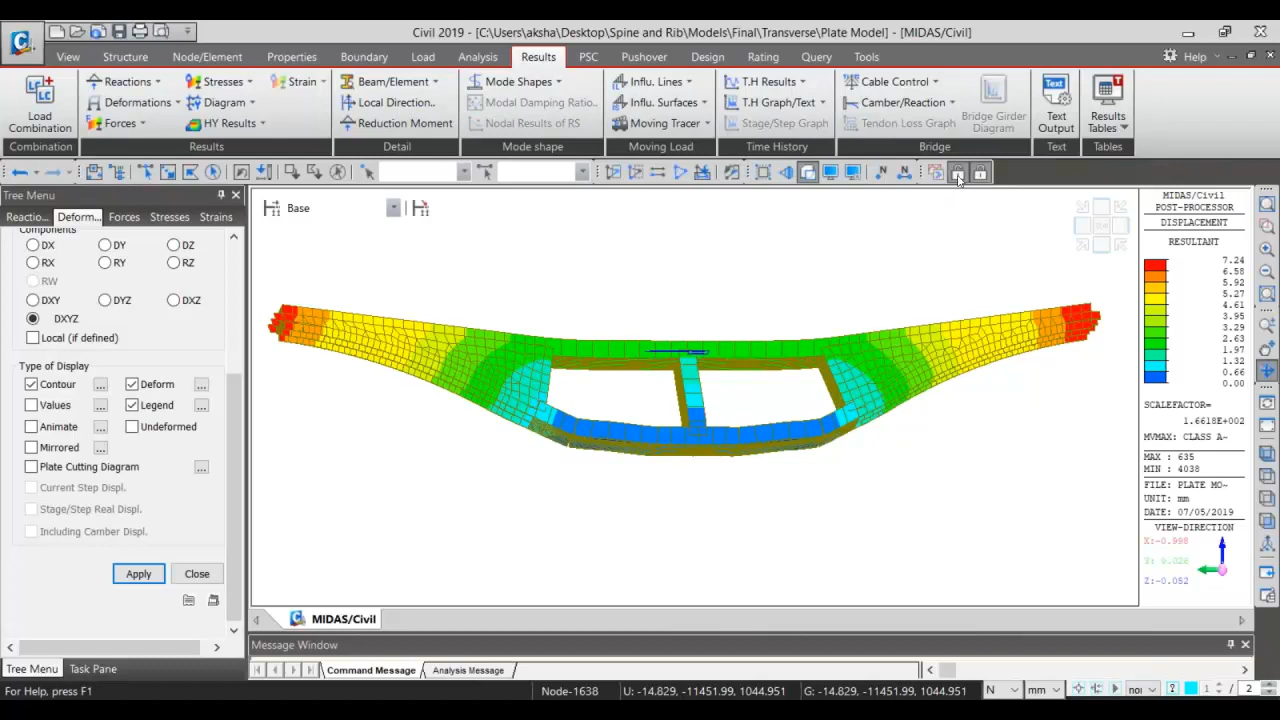 Civil 2019 - [C:\Users\aksha\Desktop\Spine and Rib\Models\Final\Transverse\Plate Model] - [MIDAS/Civil]
View Structure Node/Element Properties Boundary Load Analysis Results PSC Pushover Design Rating Query Tools Help
Reactions Stresses Strain Beam/Element Mode Shapes Influ. Lines T.H Results Cable Control
Deformations Diagram Local Direction.. Modal Damping Ratio.. Influ. Surfaces T.H Graph/Text Camber/Reaction
Forces HY Results Reaction Moment Nodal Results of RS Moving Tracer Stage/Step Graph Tendon Loss Graph
Load Combination
Bridge Girder Diagram
Text Output
Results Tables
Combination Results Detail Mode shape Moving Load Time History Bridge Text Tables
Tree Menu
Reactio... Deform... Forces Stresses Strains
Components
DX DY DZ
RX RY RZ
RW
DXY DYZ DXZ
DXYZ
Local (if defined)
Type of Display
Contour ... Deform ...
Values ... Legend ...
Animate ... Undeformed
Mirrored ...
Plate Cutting Diagram ...
Current Step Displ.
Stage/Step Real Displ.
Including Camber Displ.
Apply Close
Tree Menu Task Pane
Base
MIDAS/Civil
POST-PROCESSOR
DISPLACEMENT
RESULTANT
7.24
6.58
5.92
5.27
4.61
3.95
3.29
2.63
1.97
1.32
0.66
0.00
SCALEFACTOR=
1.6618E+002
MVMAX: CLASS A~
MAX : 635
MIN : 4038
FILE: PLATE MO~
UNIT: mm
DATE: 07/05/2019
VIEW-DIRECTION
X:-0.998
Y: 0.028
Z:-0.052
MIDAS/Civil
Message Window
Command Message Analysis Message
For Help, press F1 Node-1638 U: -14.829, -11451.99, 1044.951 G: -14.829, -11451.99, 1044.951 N mm nor ? 1 / 2